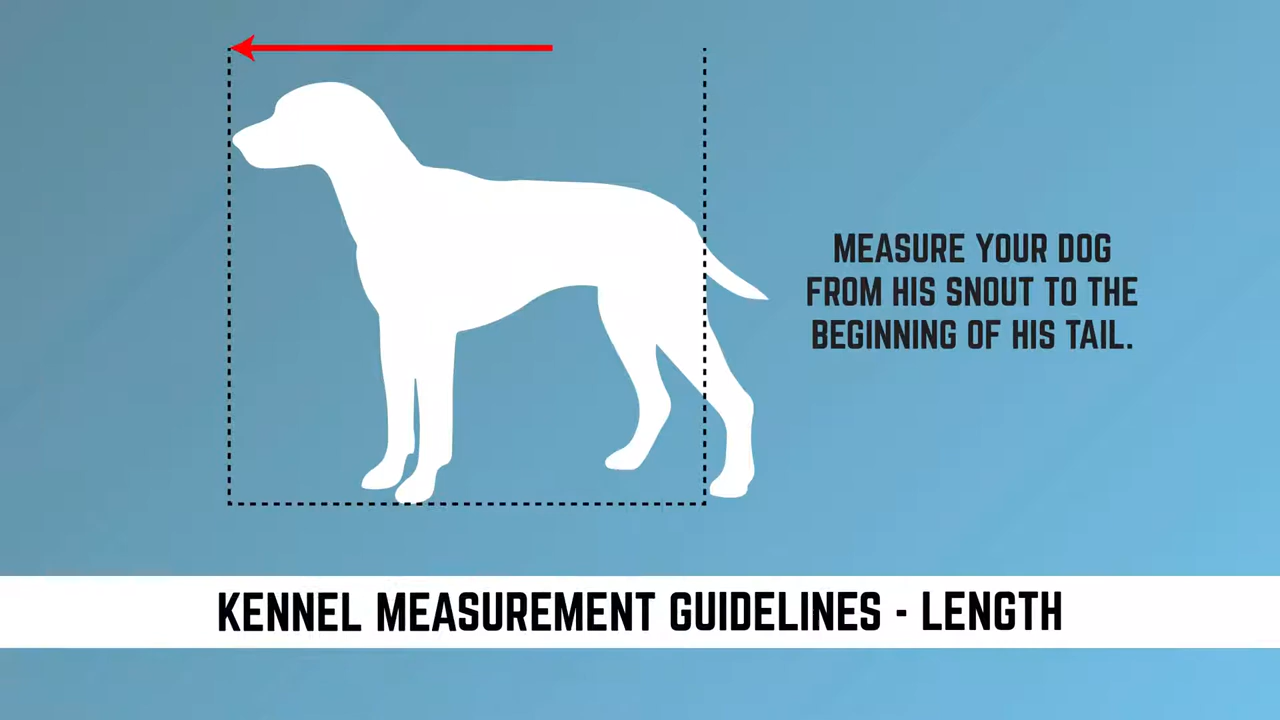 MEASURE YOUR DOG
FROM HIS SNOUT TO THE
BEGINNING OF HIS TAIL.
KENNEL MEASUREMENT GUIDELINES - LENGTH